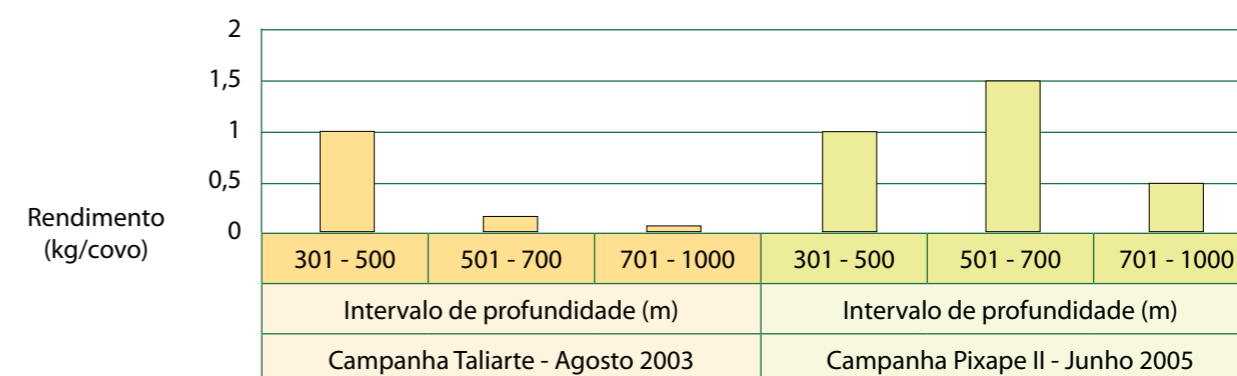 2
1,5
1
0,5
0
Rendimento
(kg/covo)
301 - 500 501 - 700 701 - 1000 301 - 500 501 - 700 701 - 1000
Intervalo de profundidade (m) Intervalo de profundidade (m)
Campanha Taliarte - Agosto 2003 Campanha Pixape II - Junho 2005